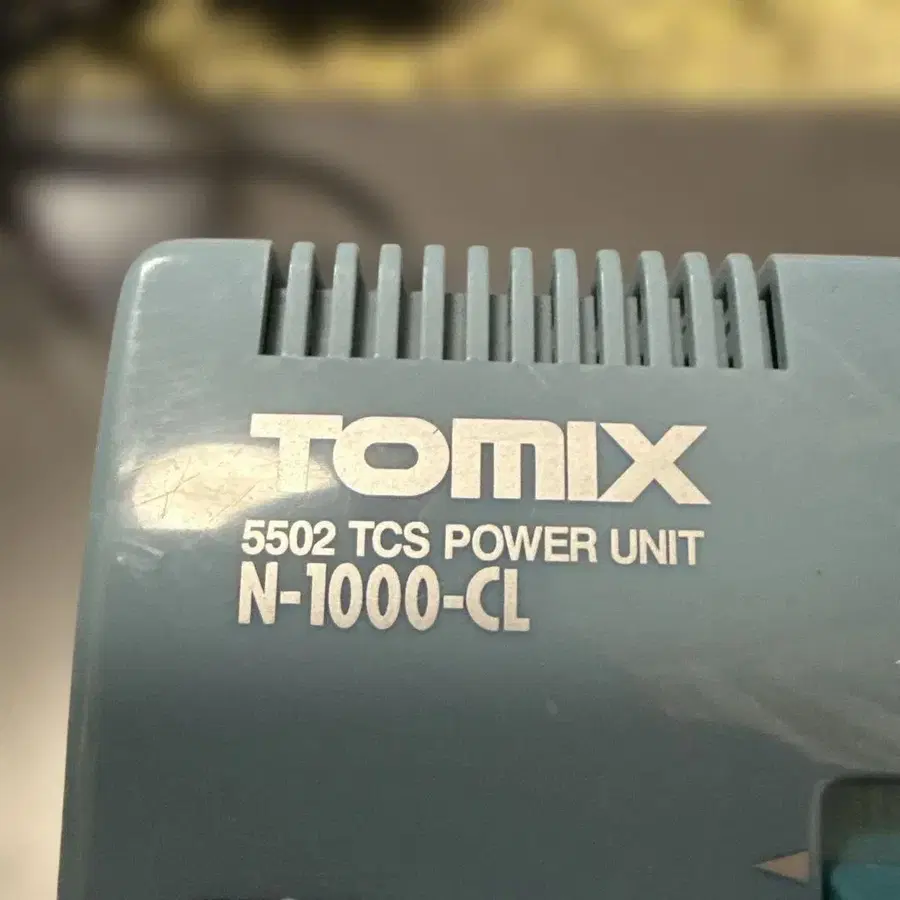 TOMIX
5502 TCS POWER UNIT
N-1000-CL